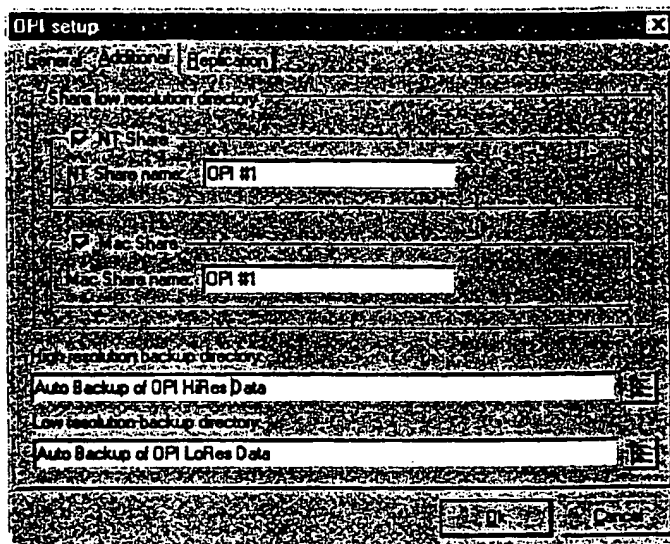 OPI setup
General Additional Replication
Share low resolution directory:
NT Share
NT Share name: OPI #1
Mac Share
Mac Share name: OPI #1
High resolution backup directory:
Auto Backup of OPI HiRes Data
Low resolution backup directory:
Auto Backup of OPI LoRes Data
Ok Cancel